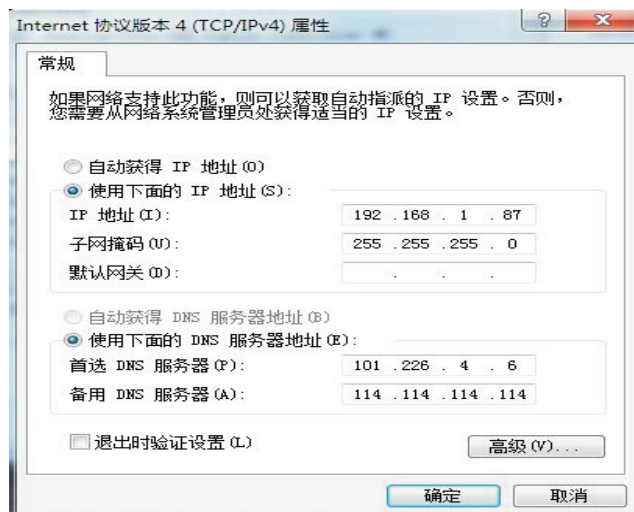 Internet 协议版本 4 (TCP/IPv4) 属性
常规
如果网络支持此功能，则可以获取自动指派的 IP 设置。否则，
您需要从网络系统管理员处获得适当的 IP 设置。
自动获得 IP 地址(O)
使用下面的 IP 地址(S):
IP 地址(I): 192 .168 . 1 . 87
子网掩码(U): 255 .255 .255 . 0
默认网关(D): . . .
自动获得 DNS 服务器地址(B)
使用下面的 DNS 服务器地址(E):
首选 DNS 服务器(P): 101 .226 . 4 . 6
备用 DNS 服务器(A): 114 .114 .114 .114
退出时验证设置(L)
高级(V)...
确定 取消